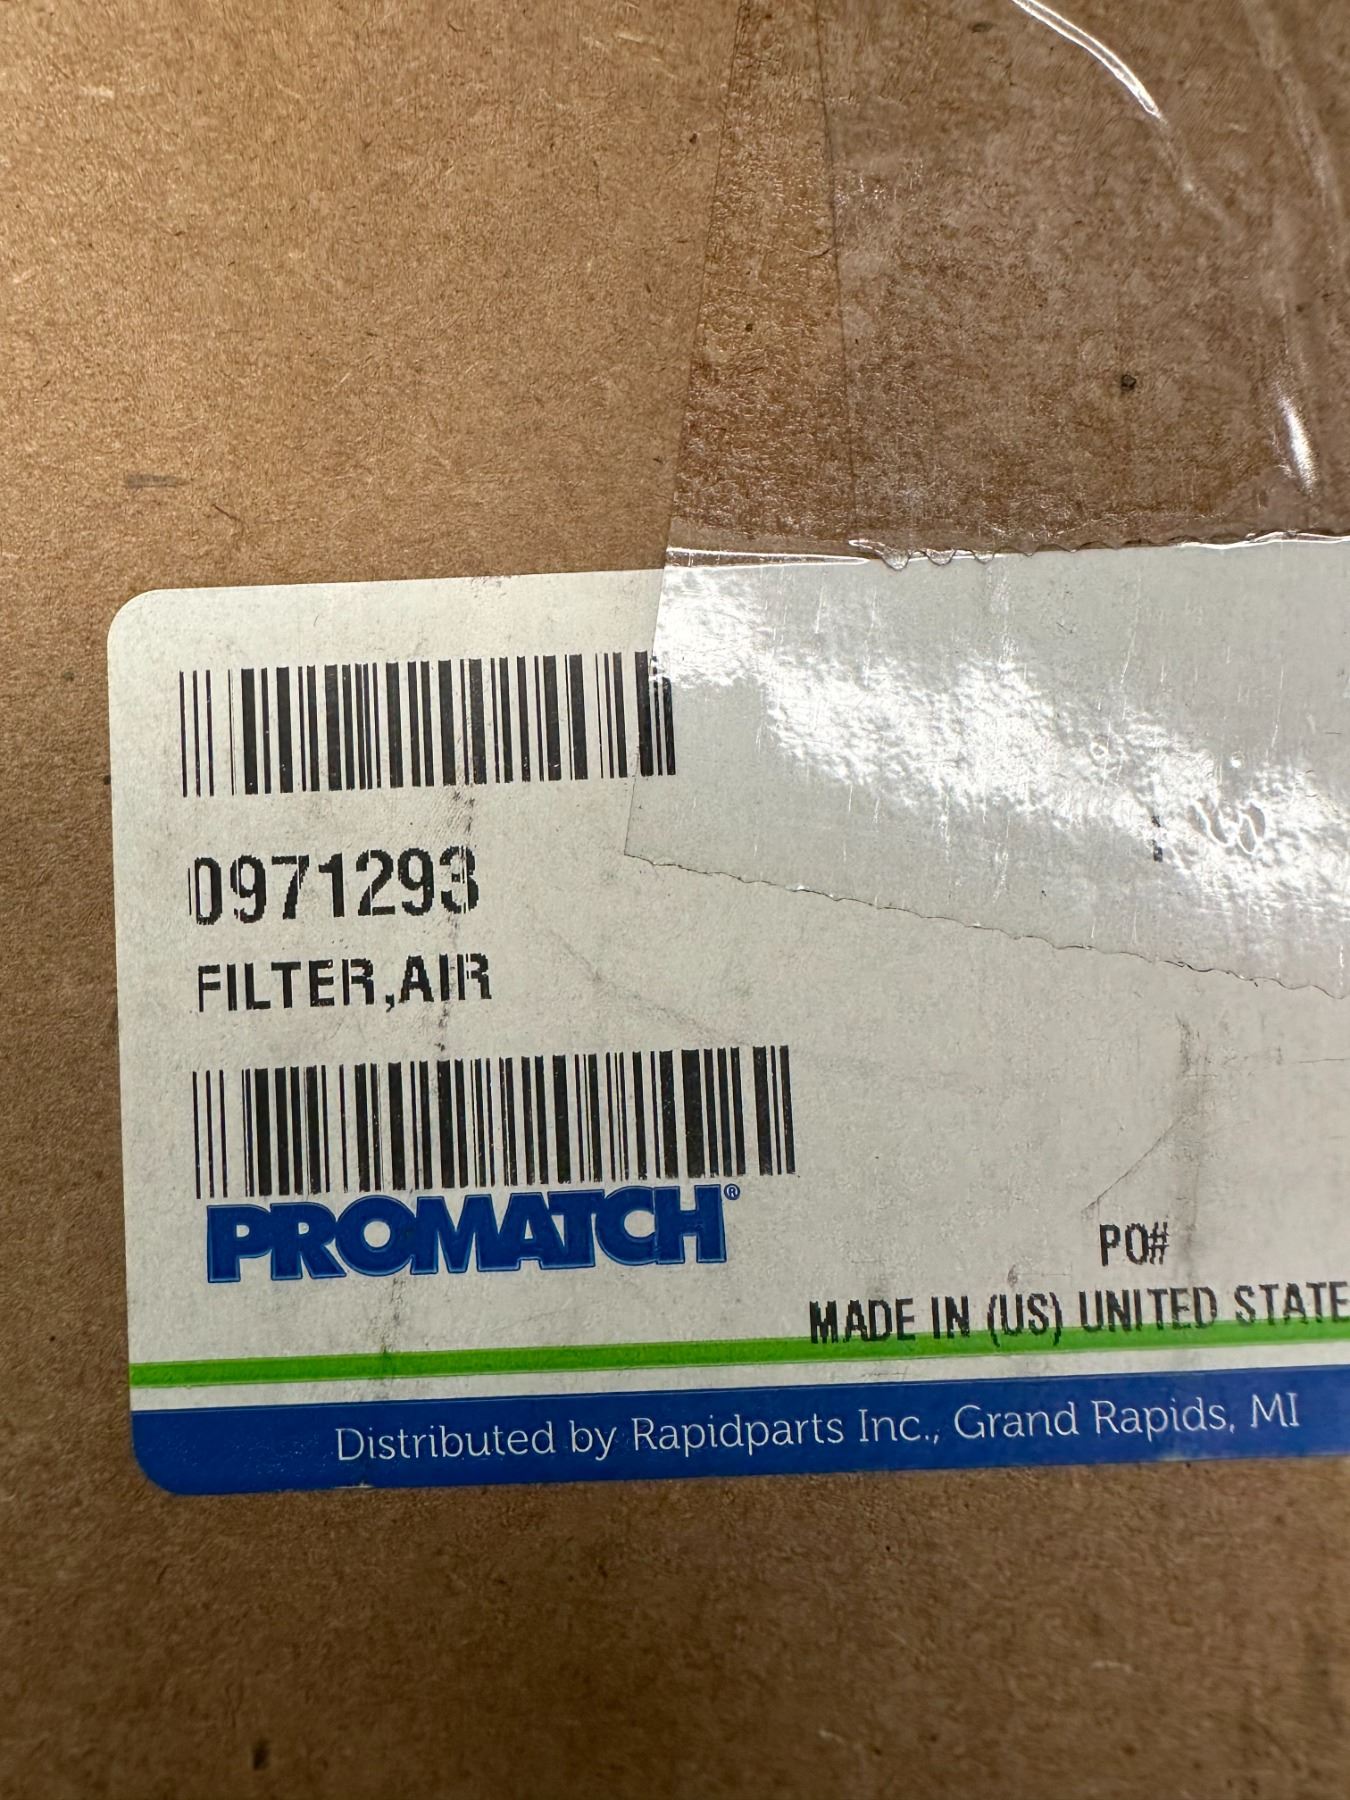 0971293
FILTER,AIR
PROMATCH®
PO#
MADE IN (US) UNITED STATE
Distributed by Rapidparts Inc., Grand Rapids, MI